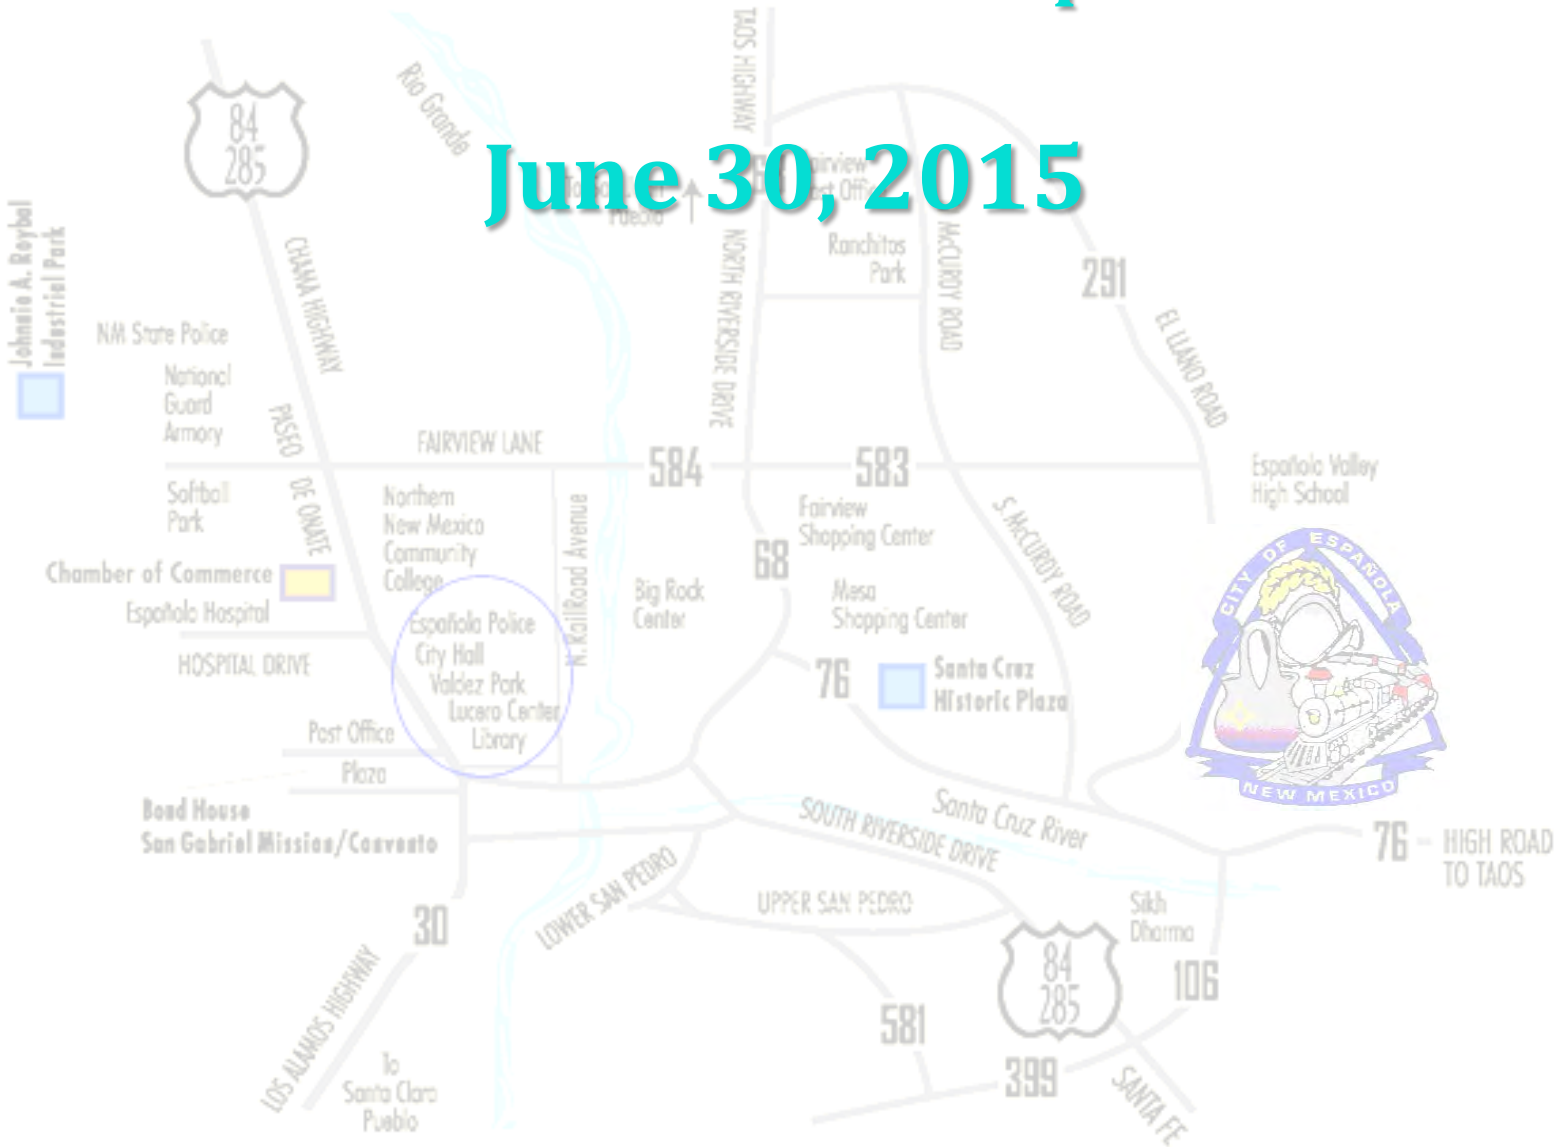 June 30, 2015
TAOS HIGHWAY
Rio Grande
84
285
Fairview
Post Office
Pueblo
Ranchitos
Park
NORTH RIVERSIDE DRIVE
McCURDY ROAD
291
EL LLANO ROAD
Johnnie A. Roybal
Industrial Park
CHAMA HIGHWAY
NM State Police
National
Guard
Armory
PASEO DE ONATE
FAIRVIEW LANE
584
583
Española Valley
High School
Softball
Park
Northern
New Mexico
Community
College
N. RailRoad Avenue
Fairview
Shopping Center
S. McCURDY ROAD
68
Chamber of Commerce
Española Hospital
HOSPITAL DRIVE
Big Rock
Center
Mesa
Shopping Center
Española Police
City Hall
Valdez Park
Lucero Center
Library
76
Santa Cruz
Historic Plaza
CITY OF ESPAÑOLA
NEW MEXICO
Post Office
Plaza
Bond House
San Gabriel Mission/Convento
SOUTH RIVERSIDE DRIVE
Santa Cruz River
76
HIGH ROAD
TO TAOS
LOWER SAN PEDRO
UPPER SAN PEDRO
Sikh
Dharma
30
84
285
106
LOS ALAMOS HIGHWAY
581
399
SANTA FE
To
Santa Clara
Pueblo